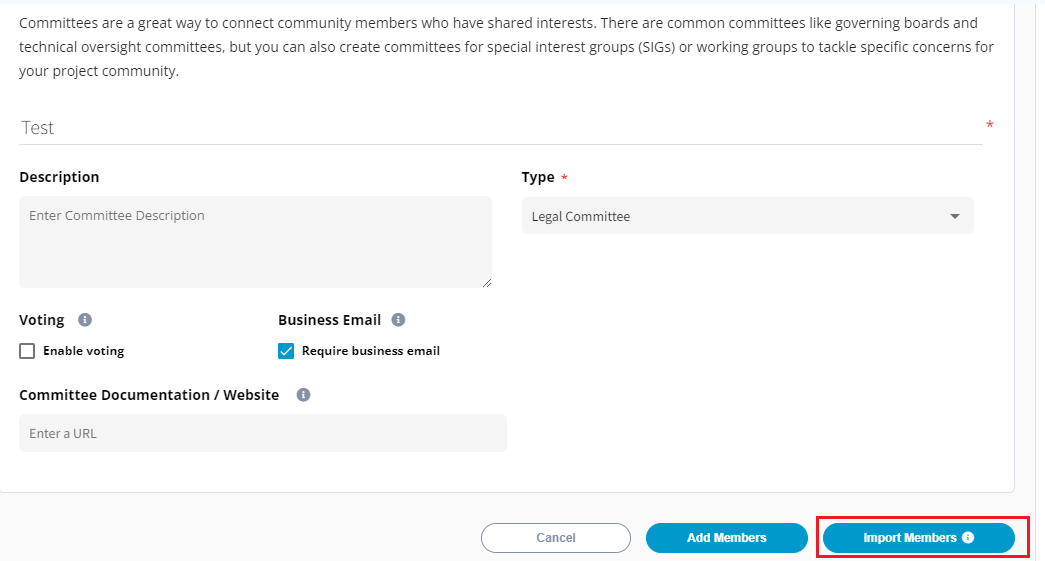 Committees are a great way to connect community members who have shared interests. There are common committees like governing boards and
technical oversight committees, but you can also create committees for special interest groups (SIGs) or working groups to tackle specific concerns for
your project community.
Test *
Description
Type *
Enter Committee Description
Legal Committee
Voting i
Business Email i
Enable voting
Require business email
Committee Documentation / Website i
Enter a URL
Cancel
Add Members
Import Members i